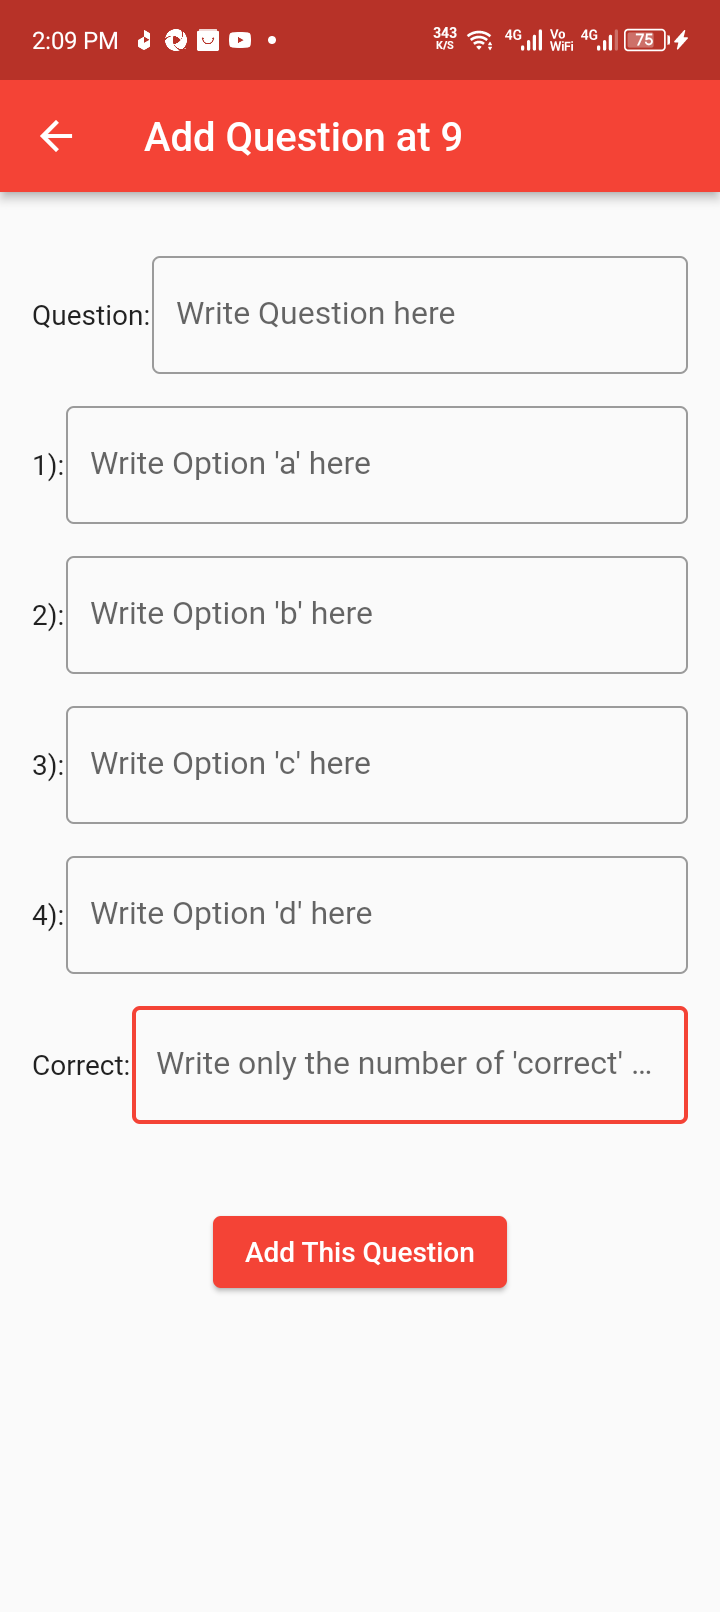 2:09 PM 343 K/S 4G Vo WiFi 4G 75
Add Question at 9
Question: Write Question here
1): Write Option 'a' here
2): Write Option 'b' here
3): Write Option 'c' here
4): Write Option 'd' here
Correct: Write only the number of 'correct' ...
Add This Question